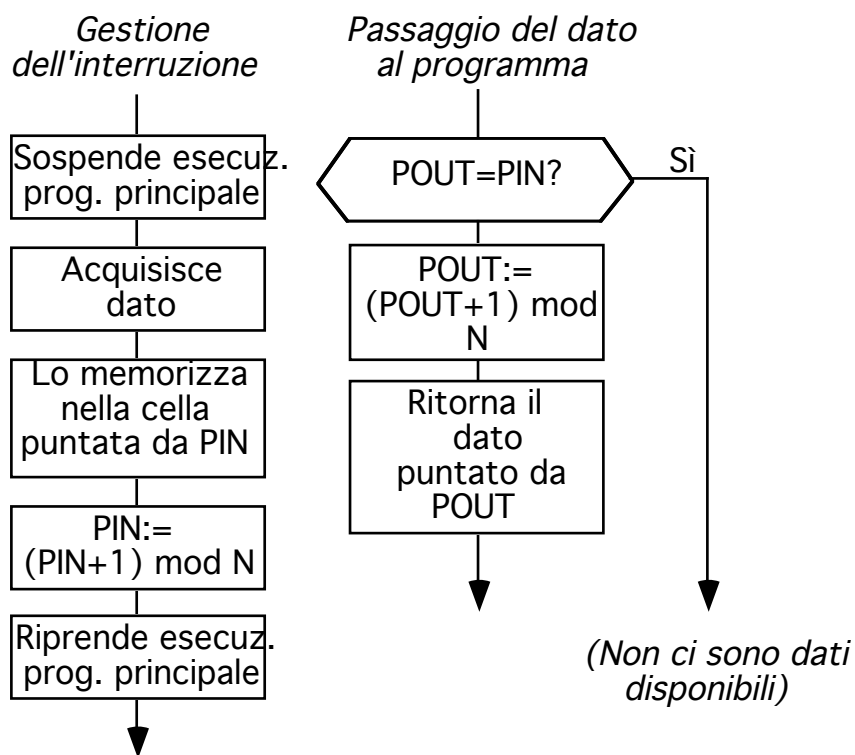 Gestione
dell'interruzione
Sospende esecuz.
prog. principale
Acquisisce
dato
Lo memorizza
nella cella
puntata da PIN
PIN:=
(PIN+1) mod N
Riprende esecuz.
prog. principale
Passaggio del dato
al programma
POUT=PIN?
Sì
POUT:=
(POUT+1) mod
N
Ritorna il
dato
puntato da
POUT
(Non ci sono dati
disponibili)